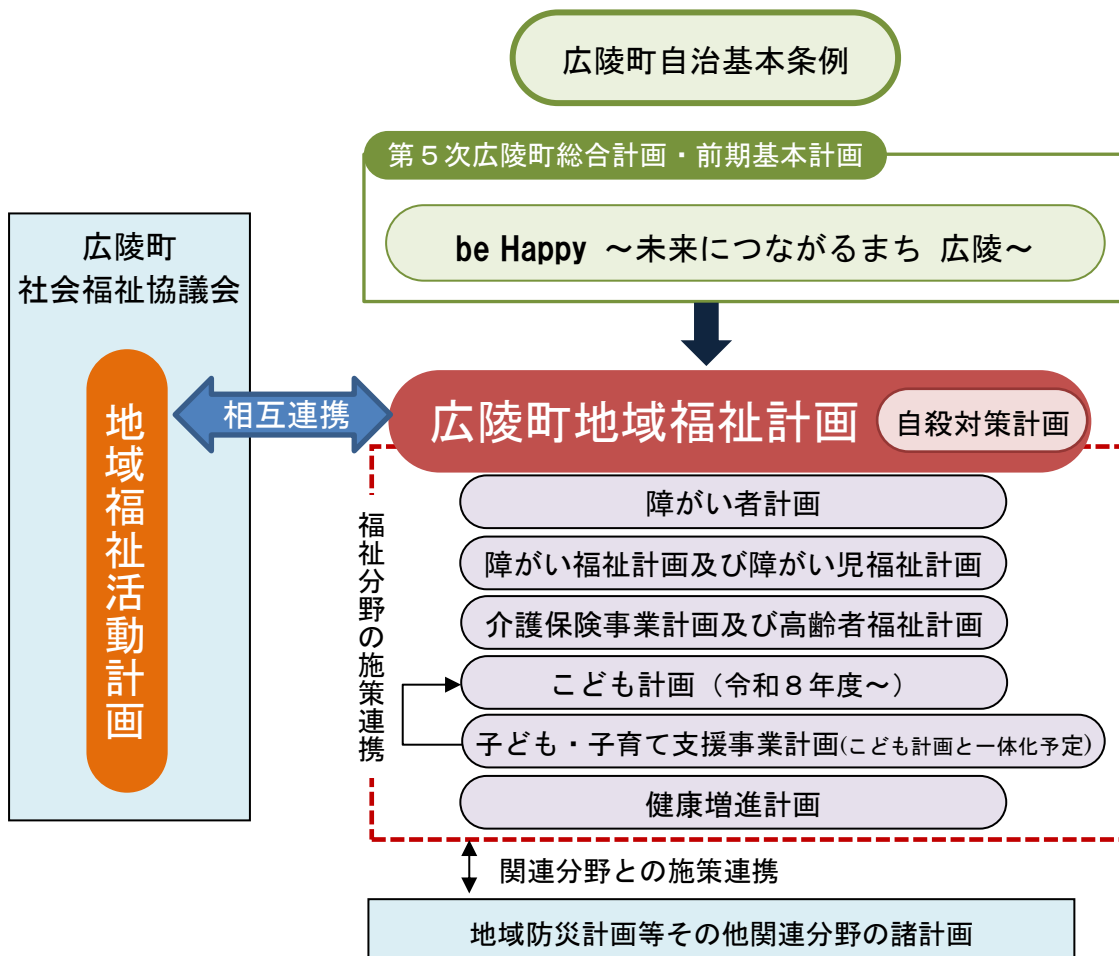 広陵町自治基本条例
第５次広陵町総合計画・前期基本計画
be Happy ～未来につながるまち 広陵～
広陵町
社会福祉協議会
地域福祉活動計画
相互連携
広陵町地域福祉計画
自殺対策計画
福祉分野の施策連携
障がい者計画
障がい福祉計画及び障がい児福祉計画
介護保険事業計画及び高齢者福祉計画
こども計画（令和８年度～）
子ども・子育て支援事業計画(こども計画と一体化予定)
健康増進計画
関連分野との施策連携
地域防災計画等その他関連分野の諸計画